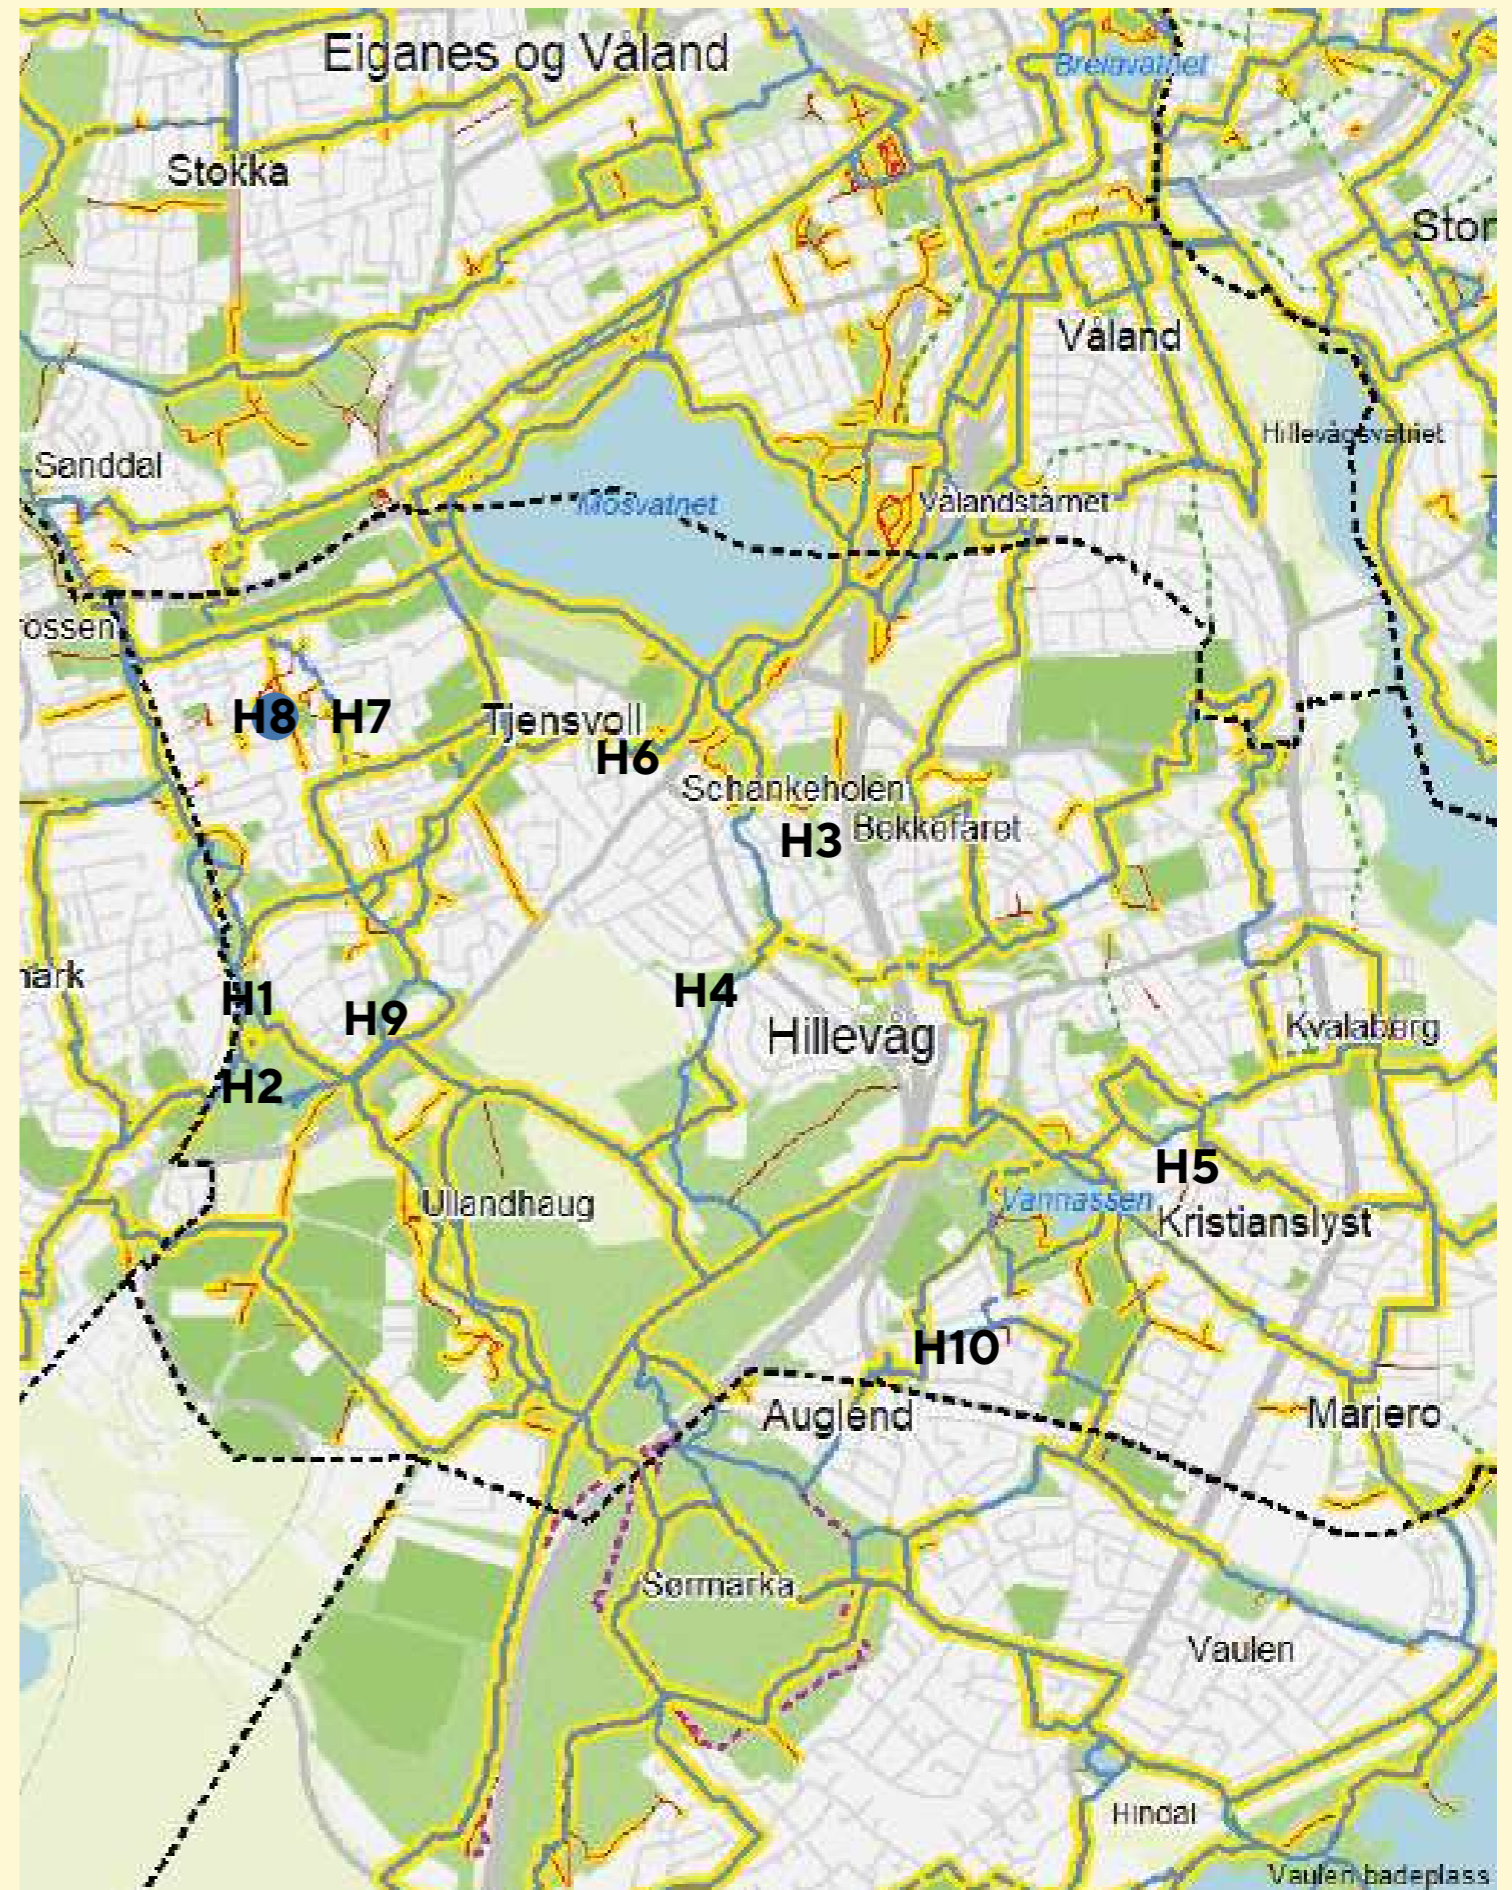 Eiganes og Våland
Breiavatnet
Stokka
Stor
Våland
Hillevågsvatnet
Sanddal
Mosvatnet
Vålandstårnet
rossen
H8
H7
Tjensvoll
H6
Schankeholen
H3
Bekkefaret
mark
H1
H4
H9
Hillevåg
Kvalaberg
H2
H5
Ullandhaug
Vannassen
Kristianslyst
H10
Auglend
Mariero
Sørmarka
Vaulen
Hindal
Vaulen badeplass